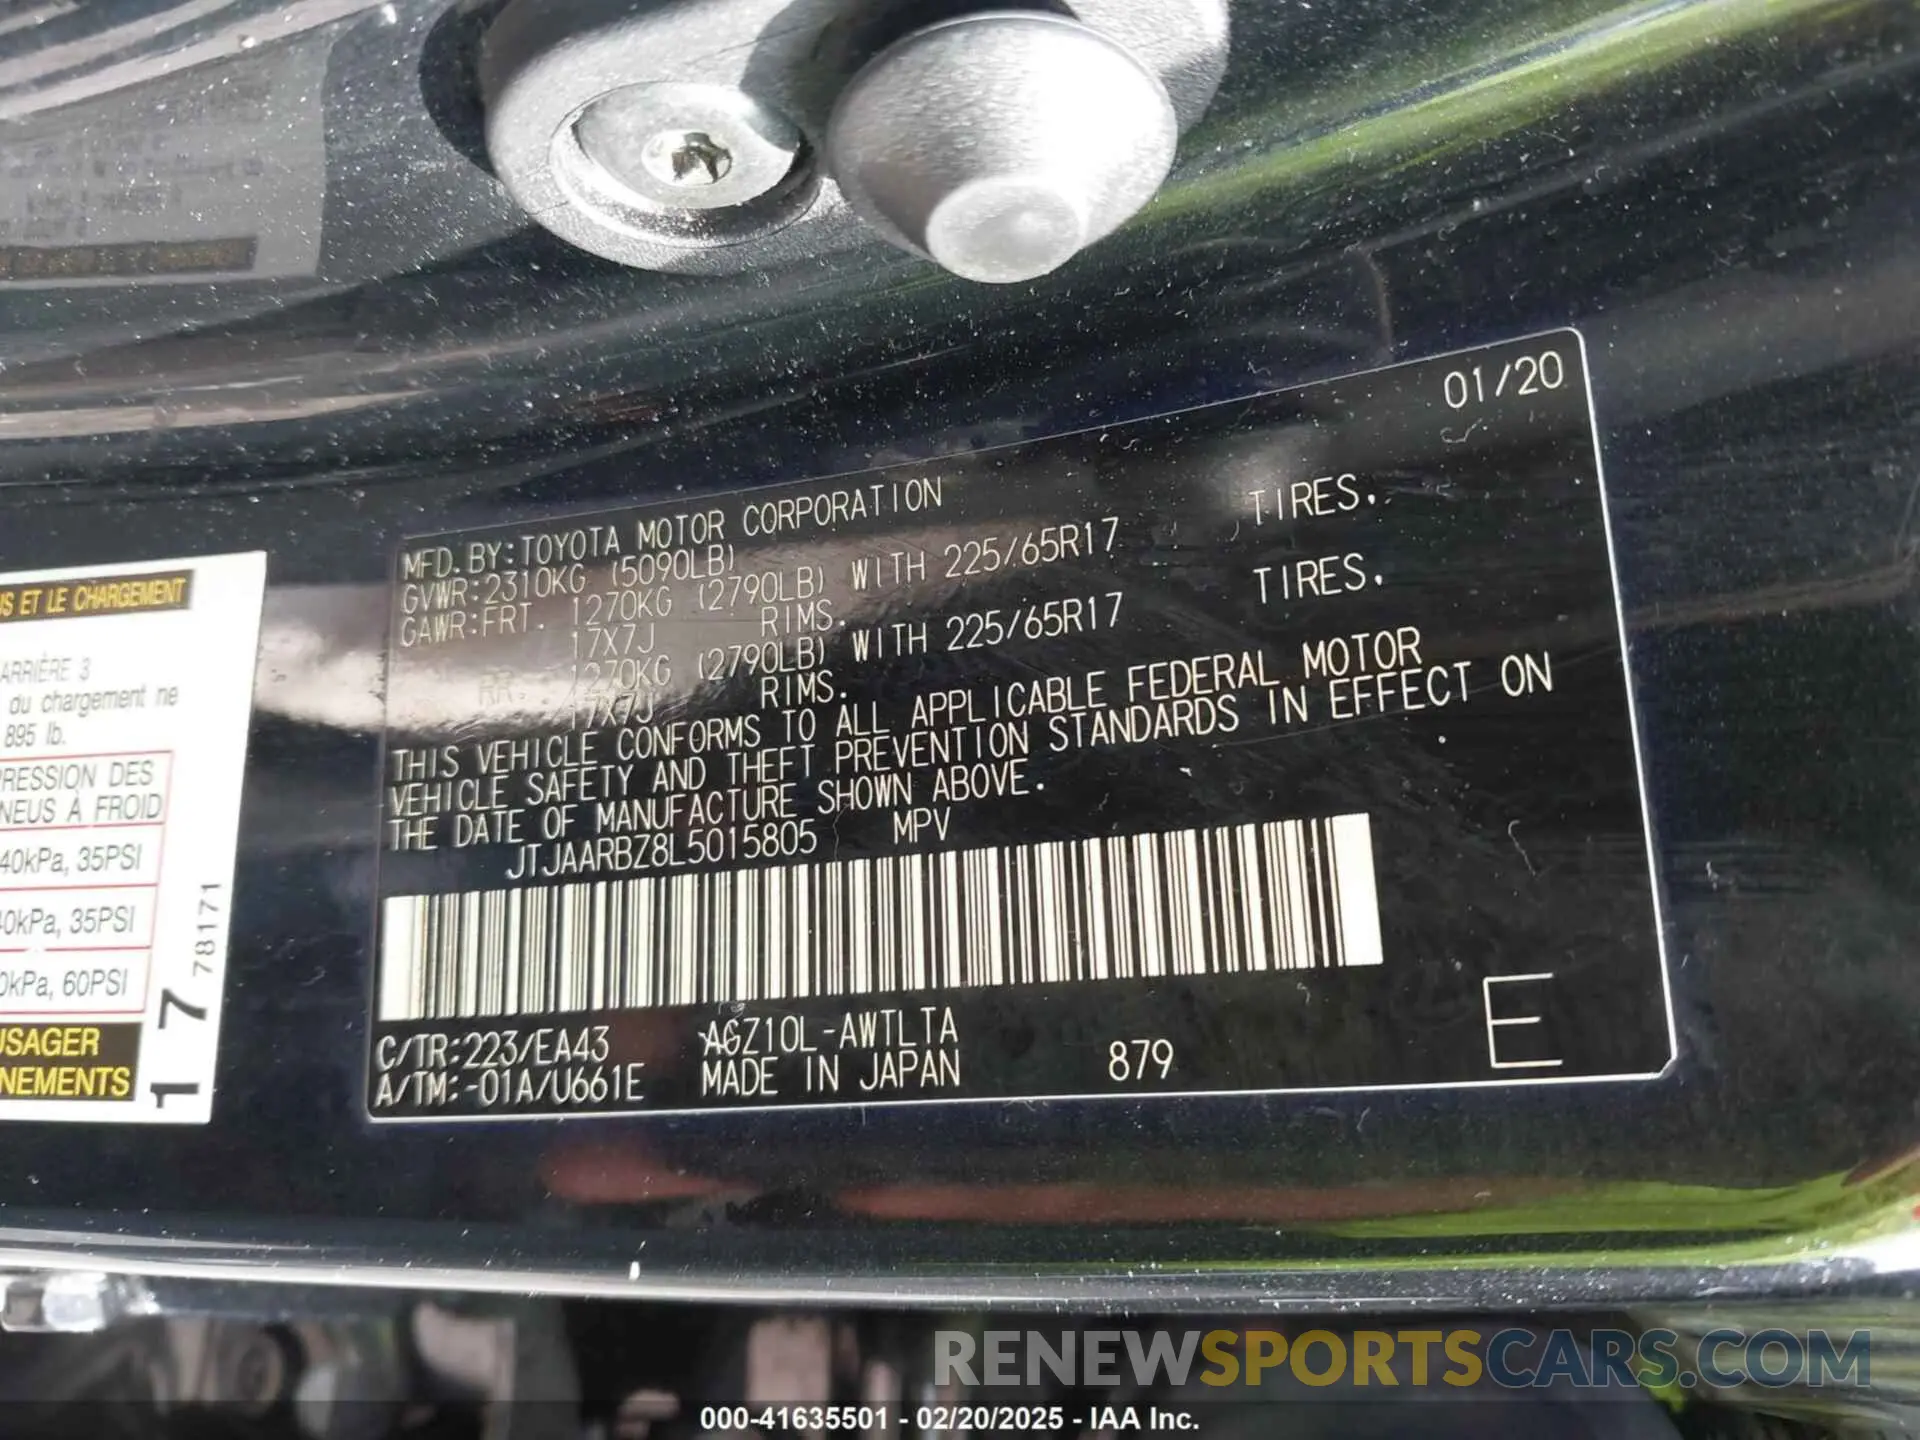 01/20
MFD.BY:TOYOTA MOTOR CORPORATION
GVWR:2310KG (5090LB)
GAWR:FRT. 1270KG (2790LB) WITH 225/65R17 TIRES.
17X7J RIMS.
RR. 1270KG (2790LB) WITH 225/65R17 TIRES.
17X7J RIMS.
THIS VEHICLE CONFORMS TO ALL APPLICABLE FEDERAL MOTOR
VEHICLE SAFETY AND THEFT PREVENTION STANDARDS IN EFFECT ON
THE DATE OF MANUFACTURE SHOWN ABOVE.
JTJAARBZ8L5015805 MPV
C/TR:223/EA43 AGZ10L-AWTLTA
A/TM:-01A/U661E MADE IN JAPAN 879 E
US ET LE CHARGEMENT
ARRIÈRE 3
du chargement ne
895 lb.
PRESSION DES
NEUS À FROID
40kPa, 35PSI
40kPa, 35PSI
0kPa, 60PSI
USAGER
NEMENTS
17 78171
RENEWSPORTSCARS.COM
000-41635501 - 02/20/2025 - IAA Inc.